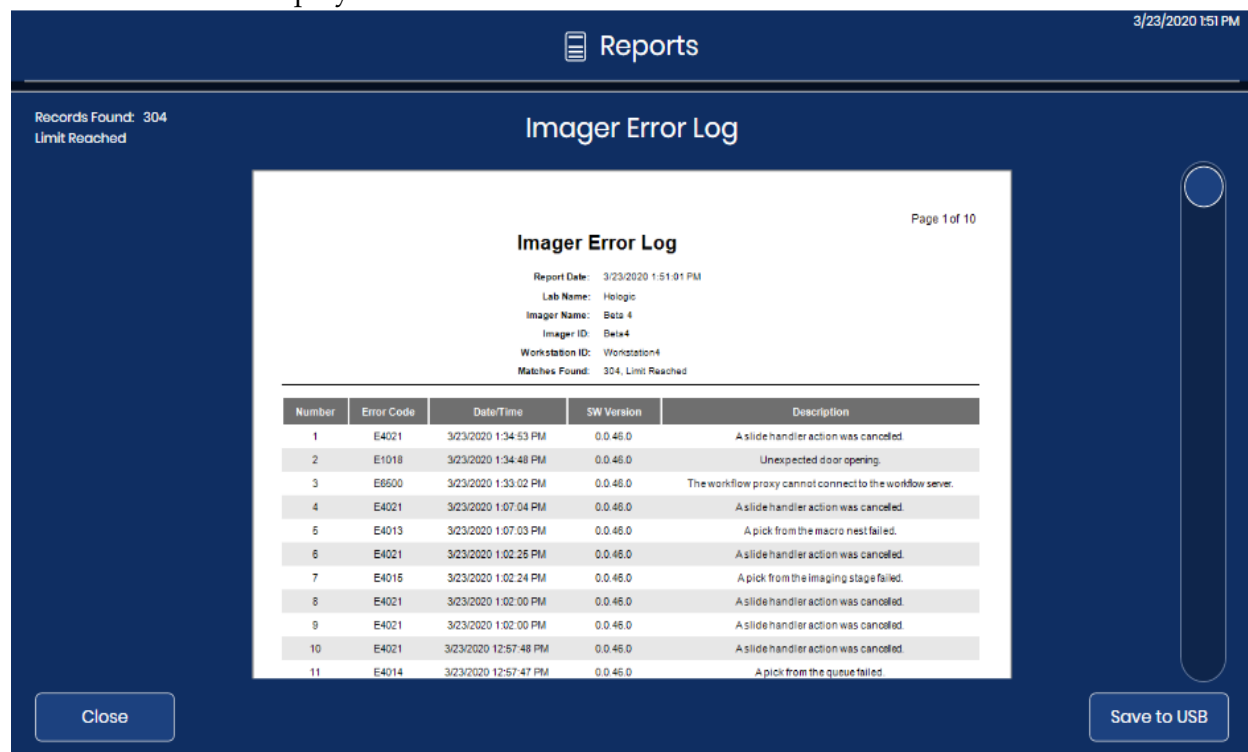 3/23/2020 1:51 PM
Reports
Records Found: 304
Limit Reached
Imager Error Log
Page 1 of 10
Imager Error Log
Report Date: 3/23/2020 1:51:01 PM
Lab Name: Hologic
Imager Name: Beta 4
Imager ID: Beta4
Workstation ID: Workstation4
Matches Found: 304, Limit Reached
Number Error Code Date/Time SW Version Description
1 E4021 3/23/2020 1:34:53 PM 0.0.46.0 A slide handler action was canceled.
2 E1018 3/23/2020 1:34:48 PM 0.0.46.0 Unexpected door opening.
3 E6500 3/23/2020 1:33:02 PM 0.0.46.0 The workflow proxy cannot connect to the workflow server.
4 E4021 3/23/2020 1:07:04 PM 0.0.46.0 A slide handler action was canceled.
5 E4013 3/23/2020 1:07:03 PM 0.0.46.0 A pick from the macro nest failed.
6 E4021 3/23/2020 1:02:25 PM 0.0.46.0 A slide handler action was canceled.
7 E4015 3/23/2020 1:02:24 PM 0.0.46.0 A pick from the imaging stage failed.
8 E4021 3/23/2020 1:02:00 PM 0.0.46.0 A slide handler action was canceled.
9 E4021 3/23/2020 1:02:00 PM 0.0.46.0 A slide handler action was canceled.
10 E4021 3/23/2020 12:57:48 PM 0.0.46.0 A slide handler action was canceled.
11 E4014 3/23/2020 12:57:47 PM 0.0.46.0 A pick from the queue failed.
Close
Save to USB